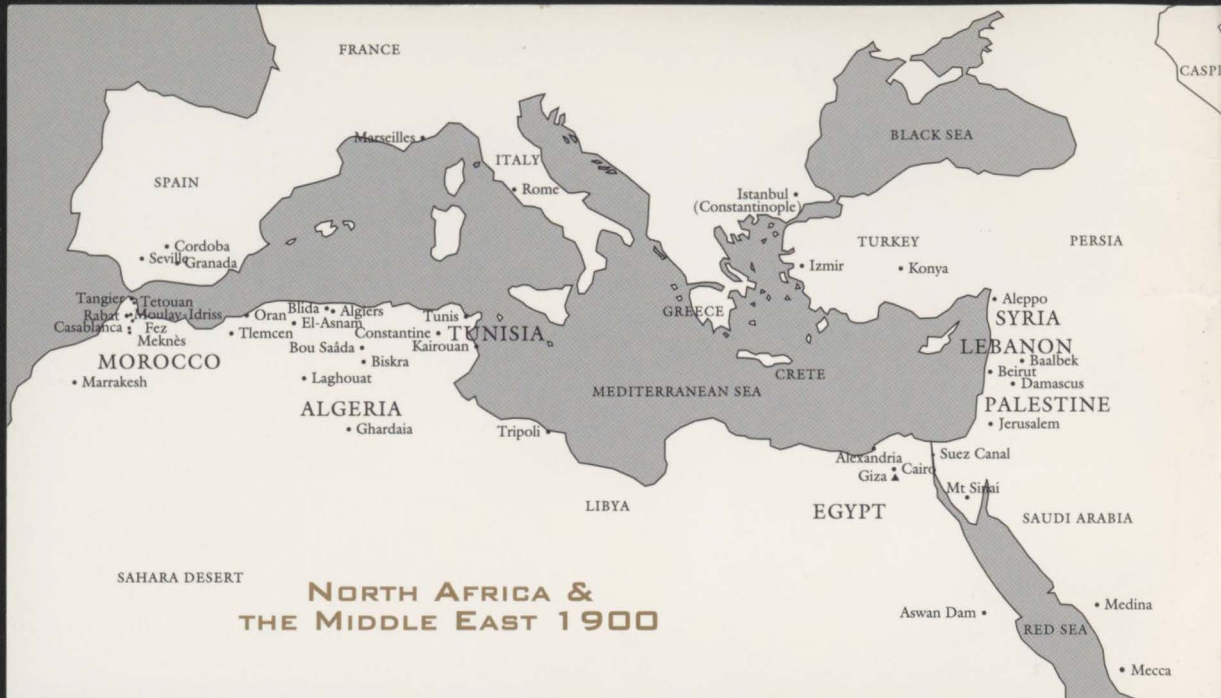 FRANCE
CASPI
BLACK SEA
Marseilles
ITALY
SPAIN
Rome
Istanbul
(Constantinople)
TURKEY
PERSIA
Cordoba
Seville
Granada
Izmir
Konya
Tangier
Tetouan
Rabat
Moulay-Idriss
Casablanca
Fez
Meknès
Oran
Tlemcen
Blida
Algiers
El-Asnam
Constantine
Tunis
TUNISIA
Kairouan
GREECE
Aleppo
SYRIA
LEBANON
Baalbek
Beirut
Damascus
MOROCCO
Bou Saâda
Biskra
Marrakesh
Laghouat
CRETE
MEDITERRANEAN SEA
ALGERIA
PALESTINE
Ghardaia
Tripoli
Jerusalem
Alexandria
Suez Canal
Cairo
Giza
Mt Sinai
LIBYA
EGYPT
SAUDI ARABIA
SAHARA DESERT
NORTH AFRICA &
THE MIDDLE EAST 1900
Aswan Dam
Medina
RED SEA
Mecca